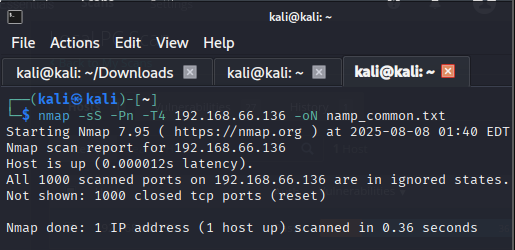 kali@kali: ~
File Actions Edit View Help
kali@kali: ~/Downloads kali@kali: ~ kali@kali: ~
┌──(kali㉿kali)-[~]
└─$ nmap -sS -Pn -T4 192.168.66.136 -oN namp_common.txt
Starting Nmap 7.95 ( https://nmap.org ) at 2025-08-08 01:40 EDT
Nmap scan report for 192.168.66.136
Host is up (0.000012s latency).
All 1000 scanned ports on 192.168.66.136 are in ignored states.
Not shown: 1000 closed tcp ports (reset)
Nmap done: 1 IP address (1 host up) scanned in 0.36 seconds